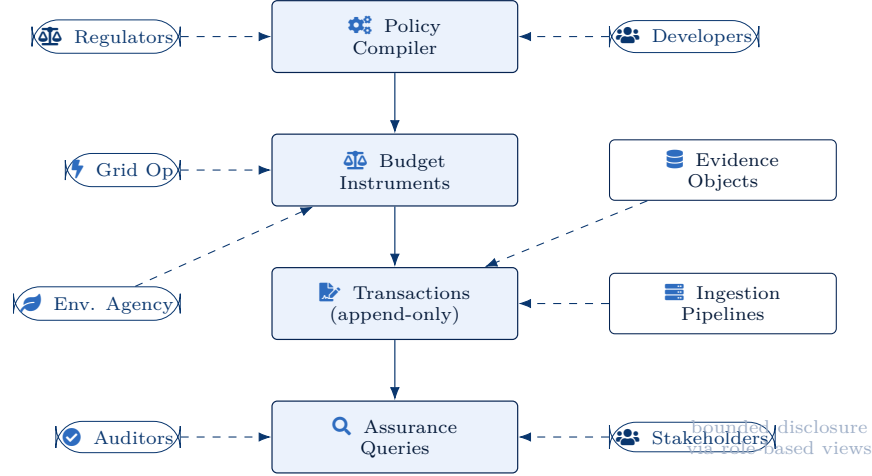 Regulators
Policy
Compiler
Developers
Grid Op
Budget
Instruments
Evidence
Objects
Env. Agency
Transactions
(append-only)
Ingestion
Pipelines
Auditors
Assurance
Queries
Stakeholders
bounded disclosure
via role-based views